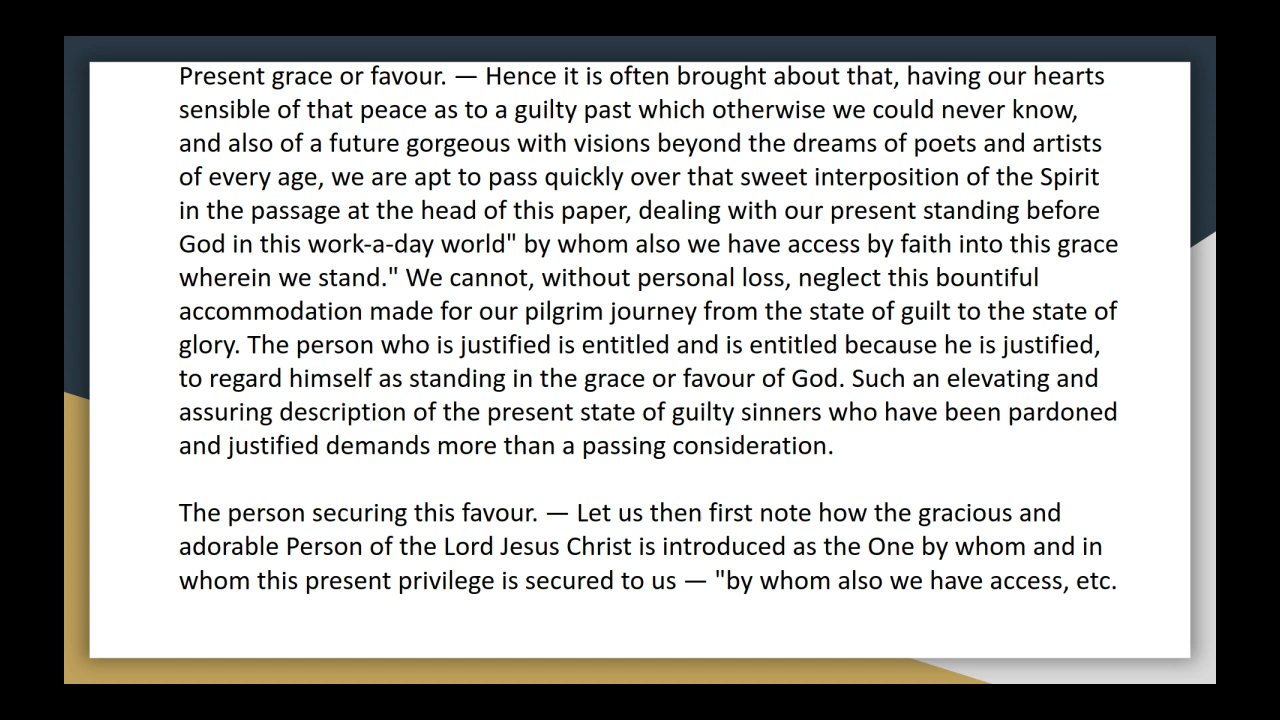 Present grace or favour. — Hence it is often brought about that, having our hearts
sensible of that peace as to a guilty past which otherwise we could never know,
and also of a future gorgeous with visions beyond the dreams of poets and artists
of every age, we are apt to pass quickly over that sweet interposition of the Spirit
in the passage at the head of this paper, dealing with our present standing before
God in this work-a-day world" by whom also we have access by faith into this grace
wherein we stand." We cannot, without personal loss, neglect this bountiful
accommodation made for our pilgrim journey from the state of guilt to the state of
glory. The person who is justified is entitled and is entitled because he is justified,
to regard himself as standing in the grace or favour of God. Such an elevating and
assuring description of the present state of guilty sinners who have been pardoned
and justified demands more than a passing consideration.
The person securing this favour. — Let us then first note how the gracious and
adorable Person of the Lord Jesus Christ is introduced as the One by whom and in
whom this present privilege is secured to us — "by whom also we have access, etc.